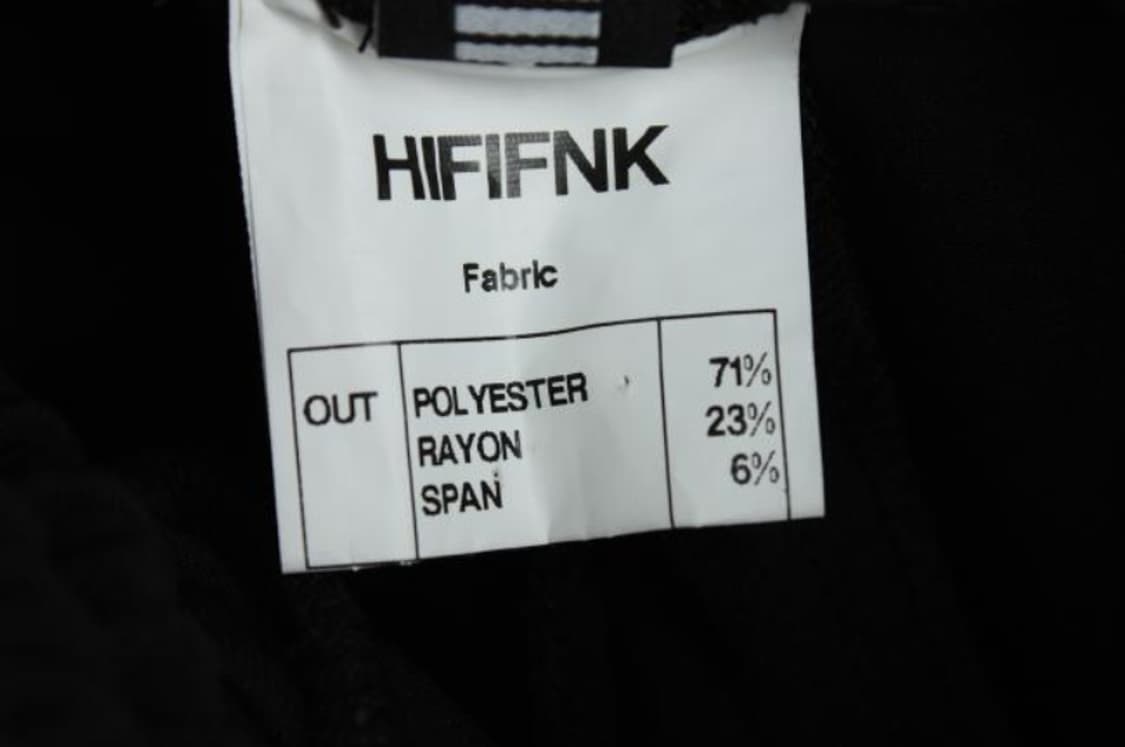 HIFIFNK
Fabric
OUT POLYESTER 71%
RAYON 23%
SPAN 6%